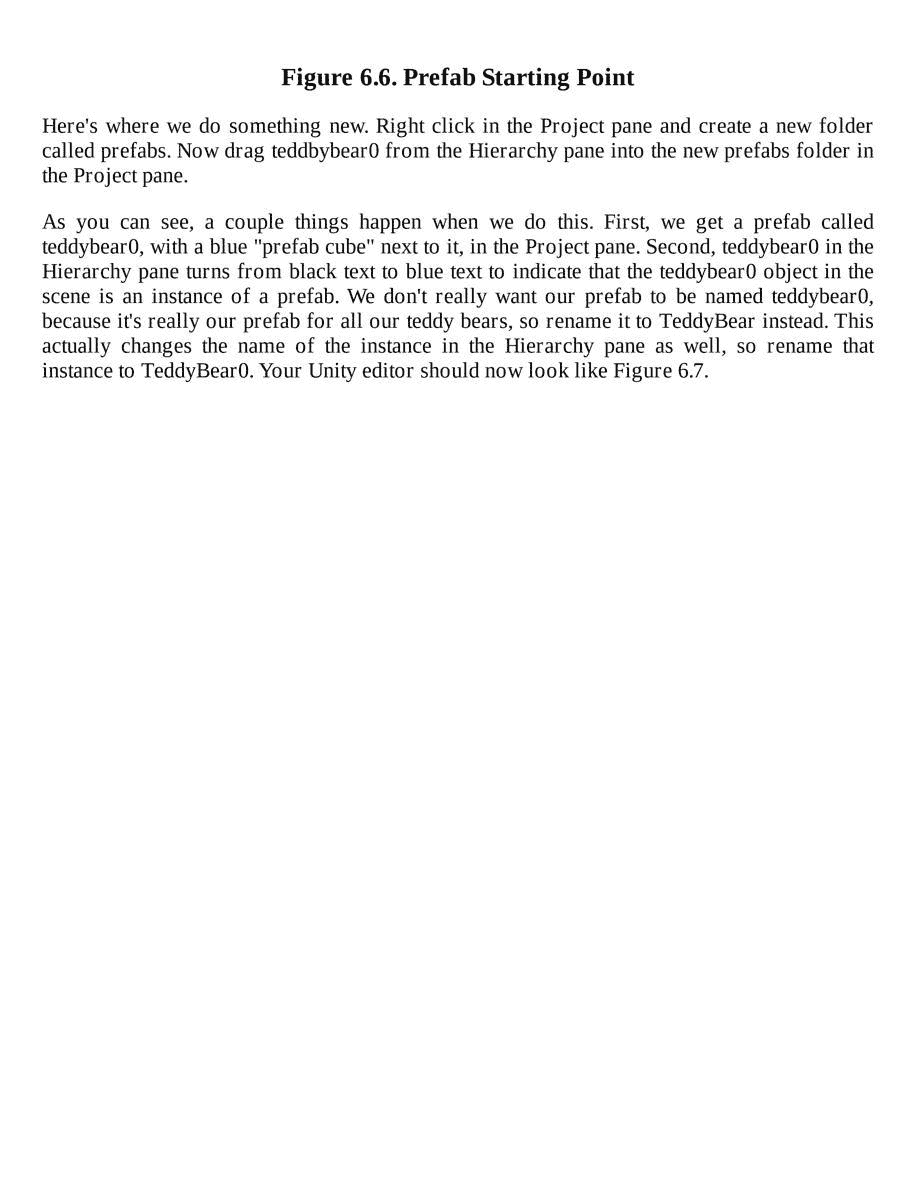 Figure 6.6. Prefab Starting Point
Here's where we do something new. Right click in the Project pane and create a new folder
called prefabs. Now drag teddbybear0 from the Hierarchy pane into the new prefabs folder in
the Project pane.
As you can see, a couple things happen when we do this. First, we get a prefab called
teddybear0, with a blue "prefab cube" next to it, in the Project pane. Second, teddybear0 in the
Hierarchy pane turns from black text to blue text to indicate that the teddybear0 object in the
scene is an instance of a prefab. We don't really want our prefab to be named teddybear0,
because it's really our prefab for all our teddy bears, so rename it to TeddyBear instead. This
actually changes the name of the instance in the Hierarchy pane as well, so rename that
instance to TeddyBear0. Your Unity editor should now look like Figure 6.7.